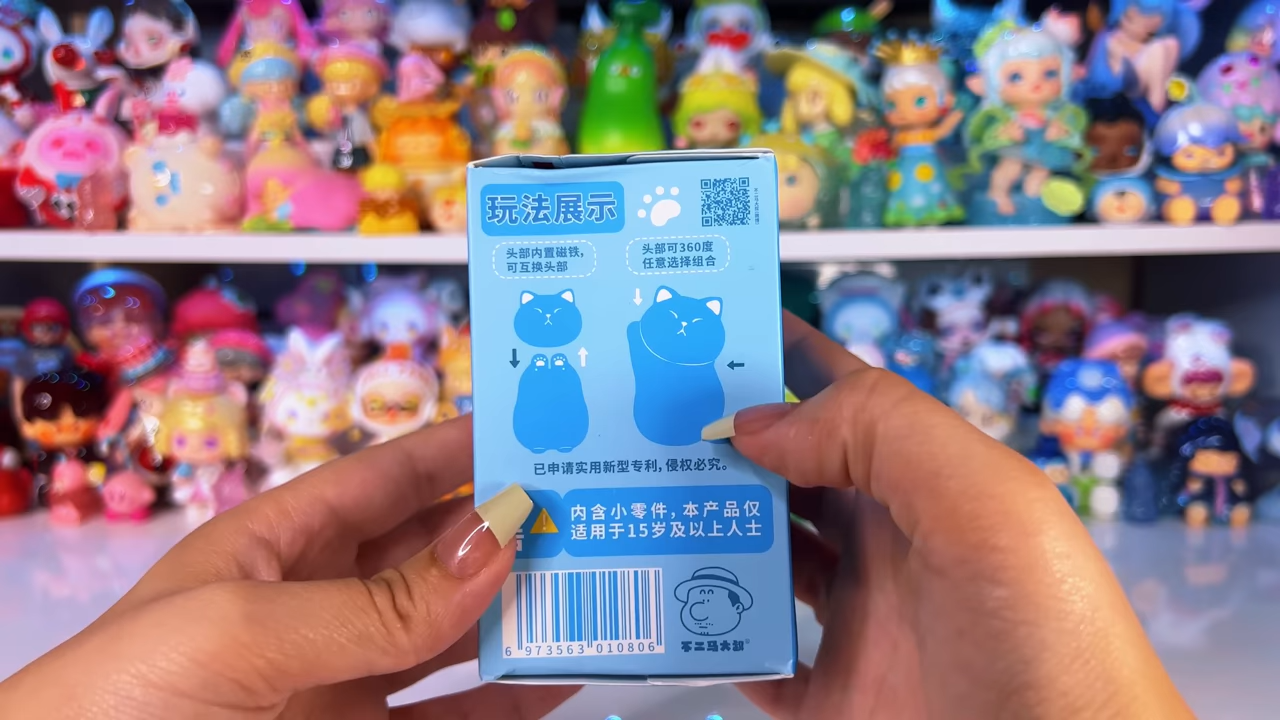 玩法展示
头部内置磁铁,
可互换头部
头部可360度
任意选择组合
已申请实用新型专利,侵权必究。
内含小零件,本产品仅
适用于15岁及以上人士
6 973563 010806
不二马大叔